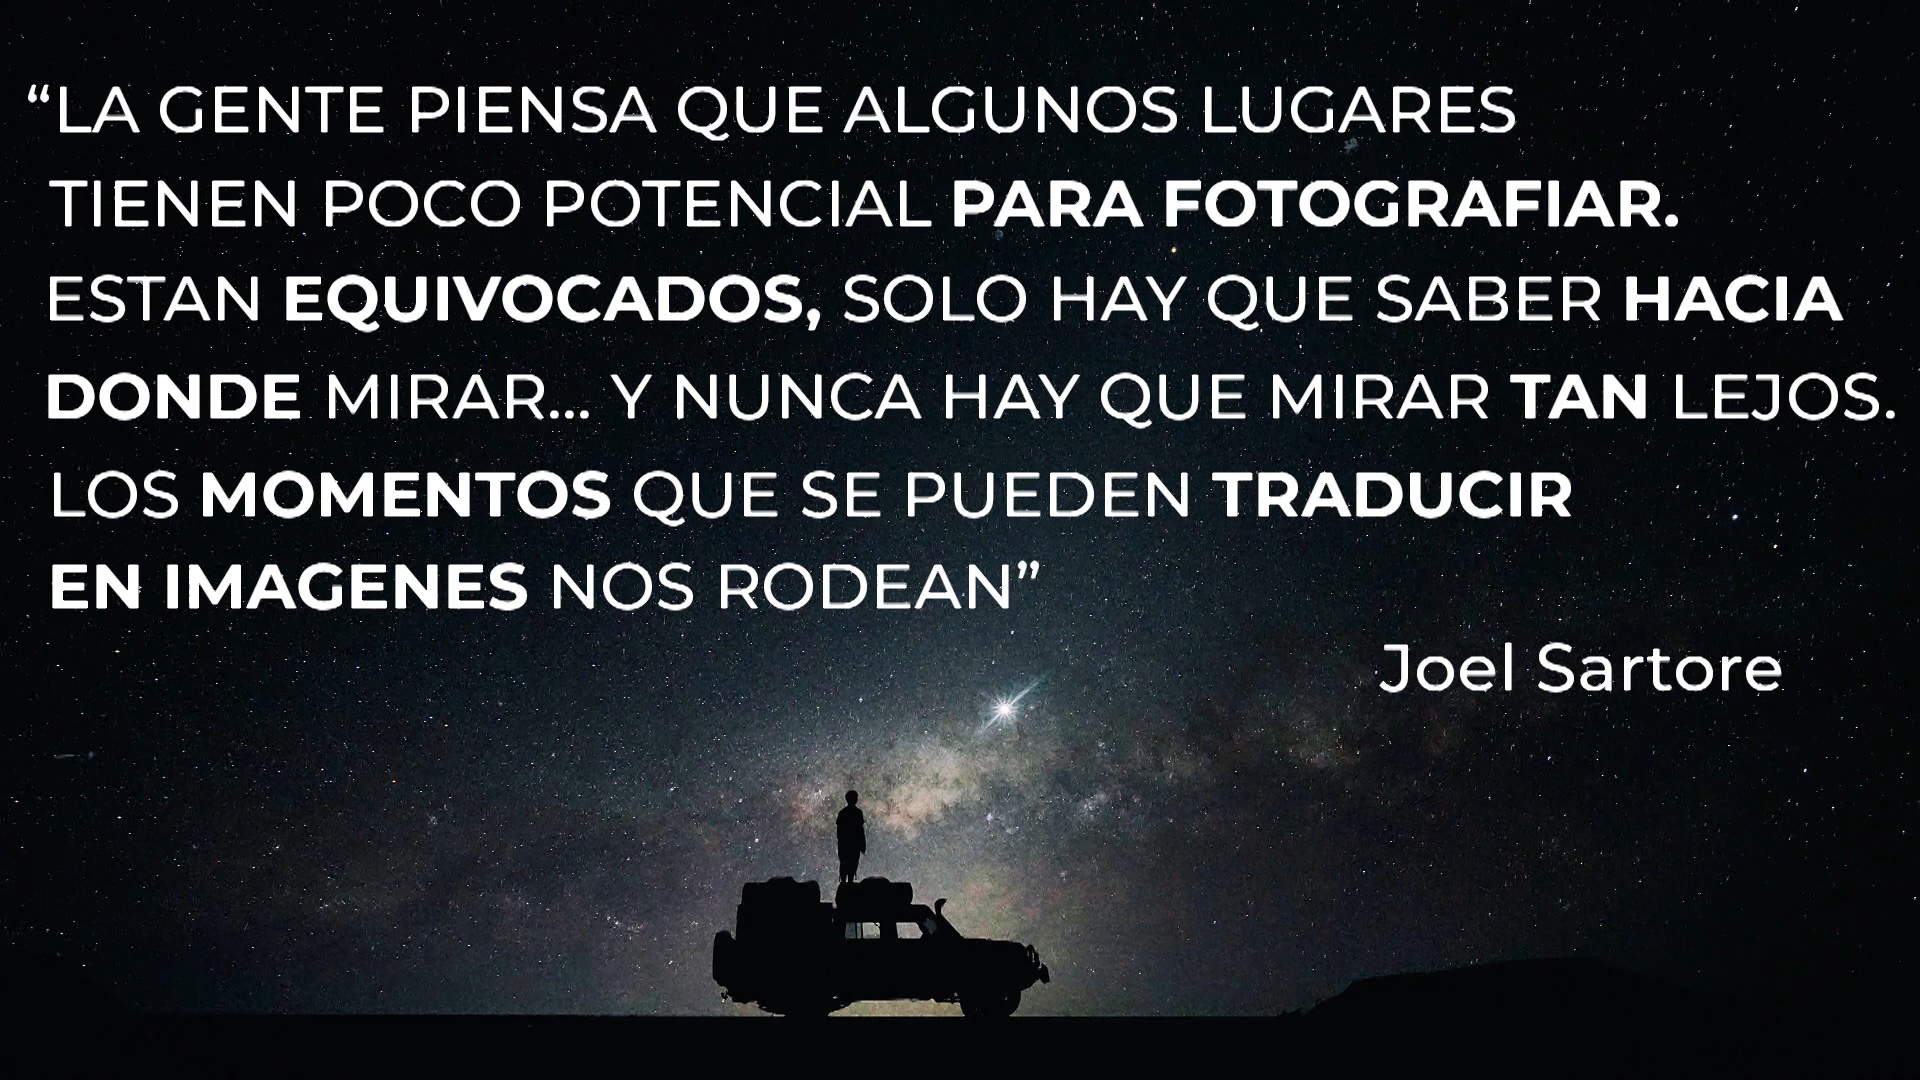 “LA GENTE PIENSA QUE ALGUNOS LUGARES
TIENEN POCO POTENCIAL PARA FOTOGRAFIAR.
ESTAN EQUIVOCADOS, SOLO HAY QUE SABER HACIA
DONDE MIRAR... Y NUNCA HAY QUE MIRAR TAN LEJOS.
LOS MOMENTOS QUE SE PUEDEN TRADUCIR
EN IMAGENES NOS RODEAN”
Joel Sartore